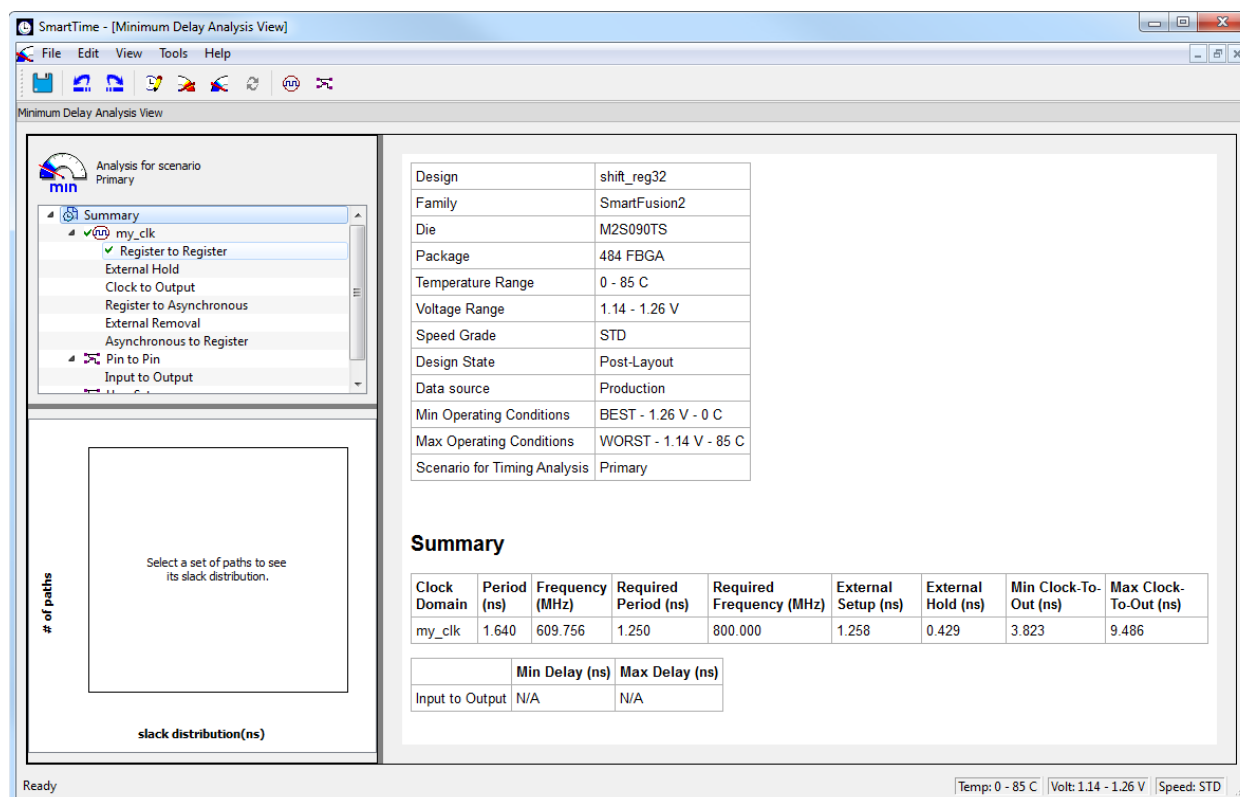 SmartTime - [Minimum Delay Analysis View]
File Edit View Tools Help
Minimum Delay Analysis View
Analysis for scenario
Primary
min
Summary
my_clk
Register to Register
External Hold
Clock to Output
Register to Asynchronous
External Removal
Asynchronous to Register
Pin to Pin
Input to Output
Select a set of paths to see
its slack distribution.
# of paths
slack distribution(ns)
Design shift_reg32
Family SmartFusion2
Die M2S090TS
Package 484 FBGA
Temperature Range 0 - 85 C
Voltage Range 1.14 - 1.26 V
Speed Grade STD
Design State Post-Layout
Data source Production
Min Operating Conditions BEST - 1.26 V - 0 C
Max Operating Conditions WORST - 1.14 V - 85 C
Scenario for Timing Analysis Primary
Summary
Clock Period Frequency Required Required External External Min Clock-To- Max Clock-
Domain (ns) (MHz) Period (ns) Frequency (MHz) Setup (ns) Hold (ns) Out (ns) To-Out (ns)
my_clk 1.640 609.756 1.250 800.000 1.258 0.429 3.823 9.486
Min Delay (ns) Max Delay (ns)
Input to Output N/A N/A
Ready Temp: 0 - 85 C Volt: 1.14 - 1.26 V Speed: STD